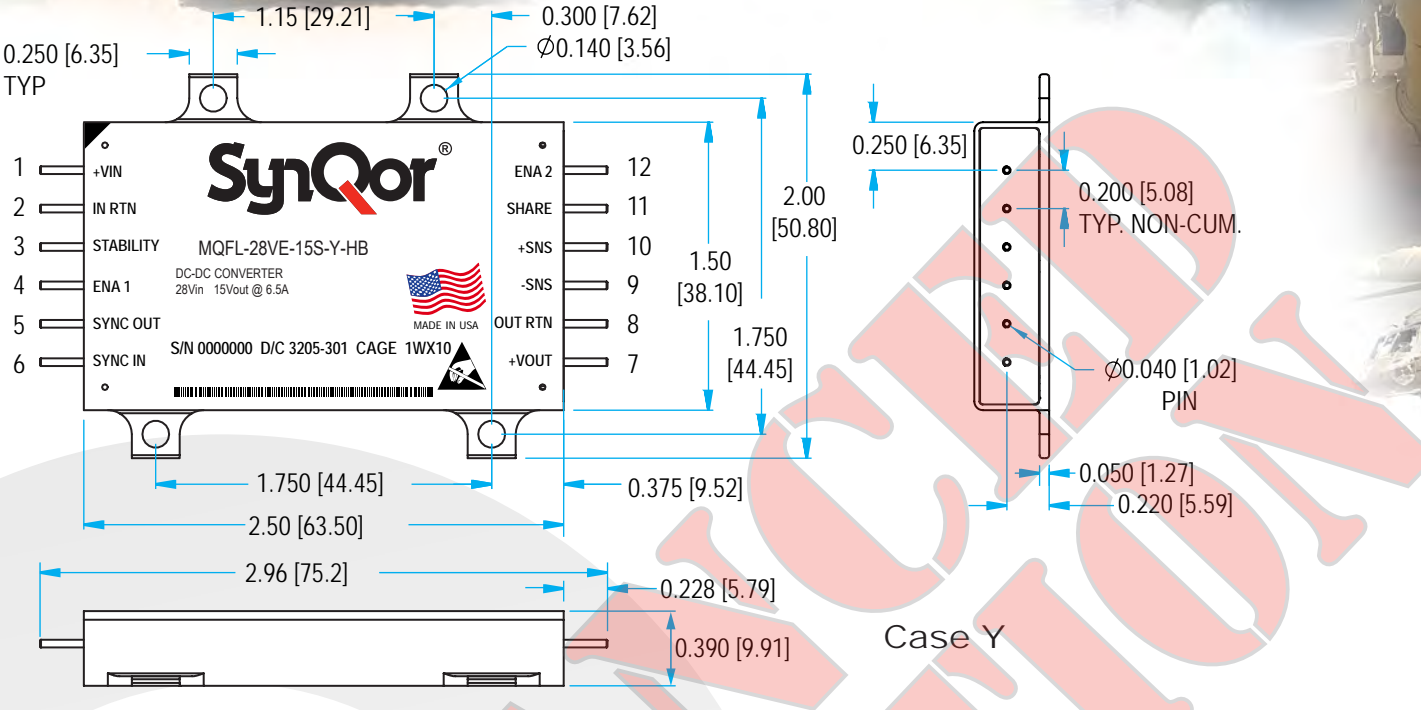 1.15 [29.21]
0.300 [7.62]
Ø0.140 [3.56]
0.250 [6.35]
TYP
SynQor®
MQFL-28VE-15S-Y-HB
DC-DC CONVERTER
28Vin 15Vout @ 6.5A
MADE IN USA
S/N 0000000 D/C 3205-301 CAGE 1WX10
1 +VIN
2 IN RTN
3 STABILITY
4 ENA 1
5 SYNC OUT
6 SYNC IN
ENA 2 12
SHARE 11
+SNS 10
-SNS 9
OUT RTN 8
+VOUT 7
2.00
[50.80]
1.50
[38.10]
1.750
[44.45]
1.750 [44.45]
0.375 [9.52]
2.50 [63.50]
2.96 [75.2]
0.228 [5.79]
0.390 [9.91]
0.250 [6.35]
0.200 [5.08]
TYP. NON-CUM.
Ø0.040 [1.02]
PIN
0.050 [1.27]
0.220 [5.59]
Case Y